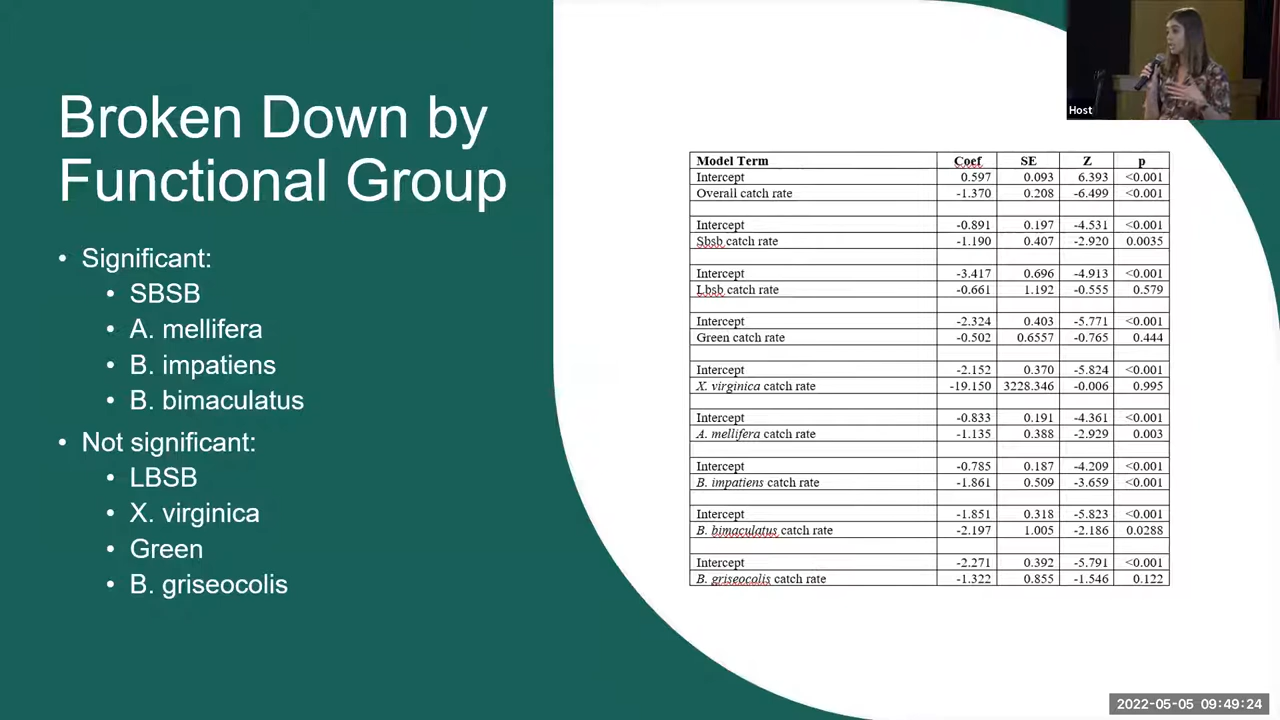 Broken Down by
Functional Group
• Significant:
• SBSB
• A. mellifera
• B. impatiens
• B. bimaculatus
• Not significant:
• LBSB
• X. virginica
• Green
• B. griseocolis
Host
Model Term Coef SE Z p
Intercept 0.597 0.093 6.393 <0.001
Overall catch rate -1.370 0.208 -6.499 <0.001
Intercept -0.891 0.197 -4.531 <0.001
Sbsb catch rate -1.190 0.407 -2.920 0.0035
Intercept -3.417 0.696 -4.913 <0.001
Lbsb catch rate -0.661 1.192 -0.555 0.579
Intercept -2.324 0.403 -5.771 <0.001
Green catch rate -0.502 0.6557 -0.765 0.444
Intercept -2.152 0.370 -5.824 <0.001
X. virginica catch rate -19.150 3228.346 -0.006 0.995
Intercept -0.833 0.191 -4.361 <0.001
A. mellifera catch rate -1.135 0.388 -2.929 0.003
Intercept -0.785 0.187 -4.209 <0.001
B. impatiens catch rate -1.861 0.509 -3.659 <0.001
Intercept -1.851 0.318 -5.823 <0.001
B. bimaculatus catch rate -2.197 1.005 -2.186 0.0288
Intercept -2.271 0.392 -5.791 <0.001
B. griseocolis catch rate -1.322 0.855 -1.546 0.122
2022-05-05 09:49:24